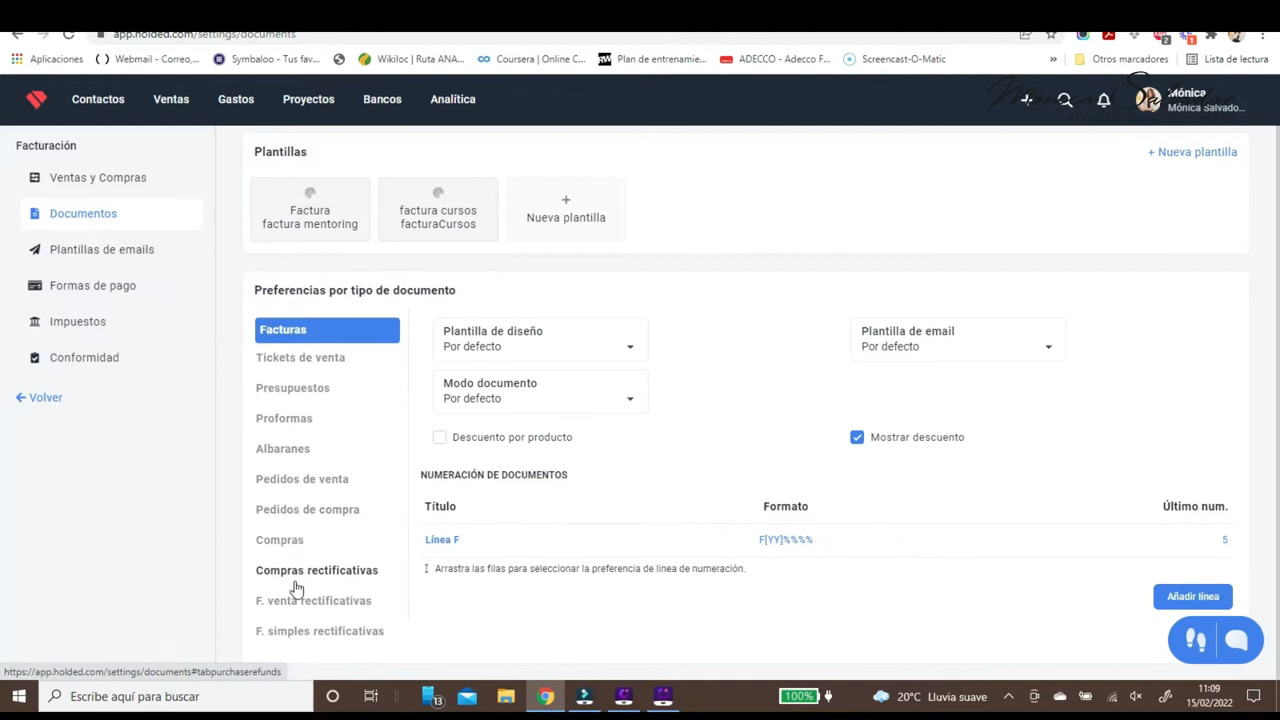 app.holded.com/settings/documents
Aplicaciones
Webmail - Correo,...
Symbaloo - Tus fav...
Wikiloc | Ruta ANA...
Coursera | Online C...
RW
Plan de entrenamie...
ADECCO - Adecco F...
Screencast-O-Matic
»
Otros marcadores
Lista de lectura
Contactos
Ventas
Gastos
Proyectos
Bancos
Analítica
Mónica
Mónica Salvado...
Facturación
Ventas y Compras
Documentos
Plantillas de emails
Formas de pago
Impuestos
Conformidad
Volver
Plantillas
+ Nueva plantilla
Factura
factura mentoring
factura cursos
facturaCursos
+
Nueva plantilla
Preferencias por tipo de documento
Facturas
Tickets de venta
Presupuestos
Proformas
Albaranes
Pedidos de venta
Pedidos de compra
Compras
Compras rectificativas
F. venta rectificativas
F. simples rectificativas
Plantilla de diseño
Por defecto
Plantilla de email
Por defecto
Modo documento
Por defecto
Descuento por producto
Mostrar descuento
NUMERACIÓN DE DOCUMENTOS
Título
Formato
Último num.
Línea F
F[YY]%%%%
5
Arrastra las filas para seleccionar la preferencia de linea de numeración.
Añadir línea
https://app.holded.com/settings/documents#tabpurchaserefunds
Escribe aquí para buscar
13
100%
20°C Lluvia suave
11:09
15/02/2022